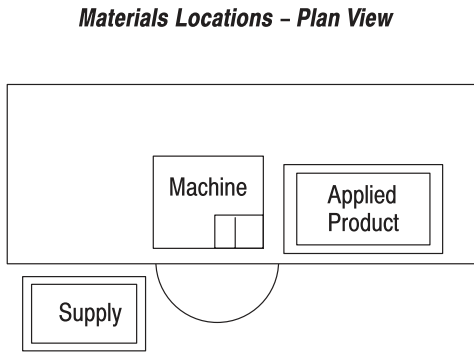 Materials Locations – Plan View
Machine
Applied
Product
Supply